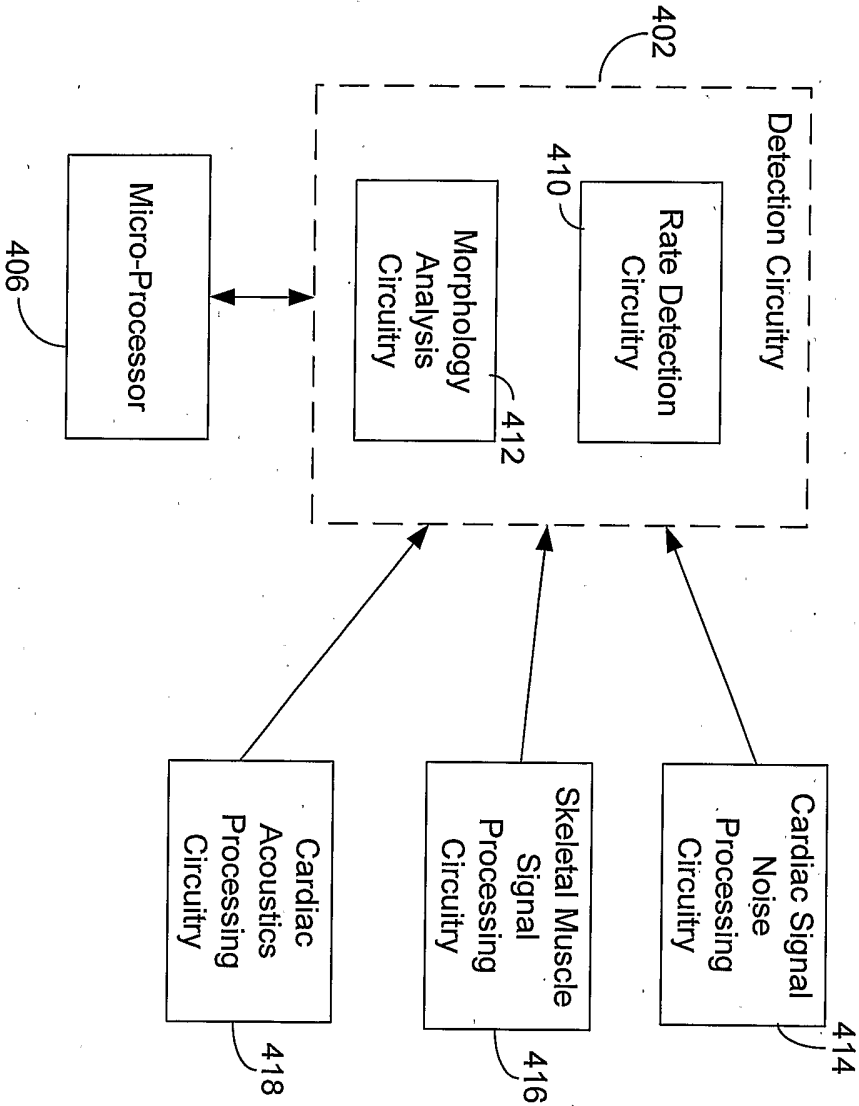 402
Detection Circuitry
410
Rate Detection
Circuitry
Morphology
Analysis
Circuitry
412
Micro-Processor
406
Cardiac Signal
Noise
Processing
Circuitry
414
Skeletal Muscle
Signal
Processing
Circuitry
416
Cardiac
Acoustics
Processing
Circuitry
418